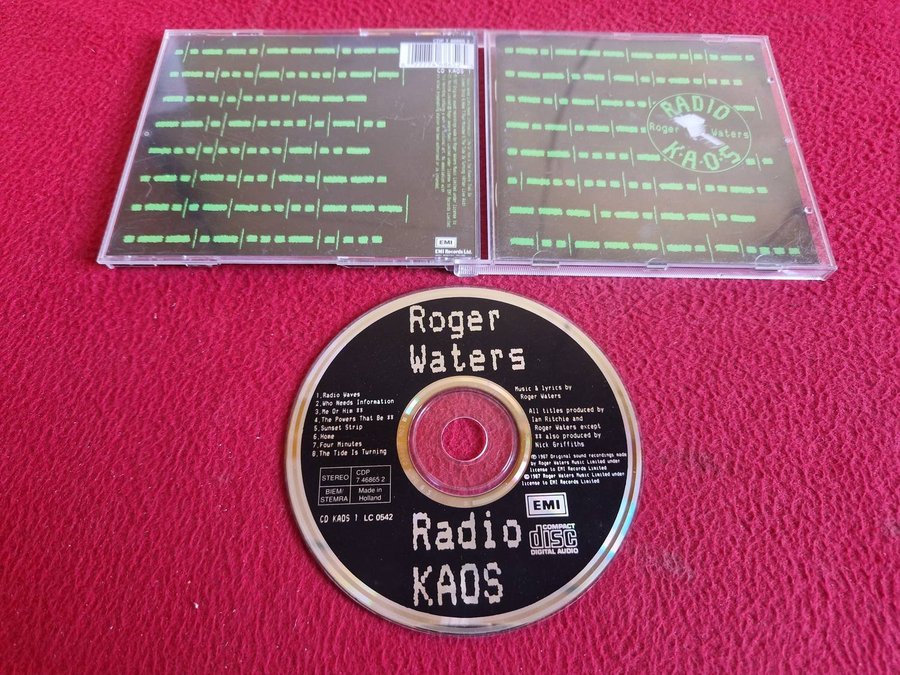 CD KAOS 1
EMI
EMI Records Ltd.
RADIO
Roger Waters
K·A·O·S
Roger
Waters
1.Radio Waves
2.Who Needs Information
3.Me Or Him **
4.The Powers That Be **
5.Sunset Strip
6.Home
7.Four Minutes
8.The Tide Is Turning
STEREO
CDP
7 46865 2
BIEM/
STEMRA
Made in
Holland
CD KAOS 1 LC 0542
Music & lyrics by
Roger Waters
All titles produced by
Ian Ritchie and
Roger Waters except
** also produced by
Nick Griffiths
℗ 1987 Original sound recordings made
by Roger Waters Music Limited under
license to EMI Records Limited
© 1987 Roger Waters Music Limited under
license to EMI Records Limited
EMI
COMPACT
disc
DIGITAL AUDIO
Radio
KAOS